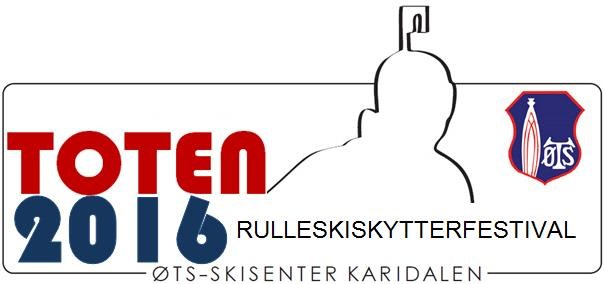 TOTEN
2016
RULLESKISKYTTERFESTIVAL
ØTS
ØTS-SKISENTER KARIDALEN